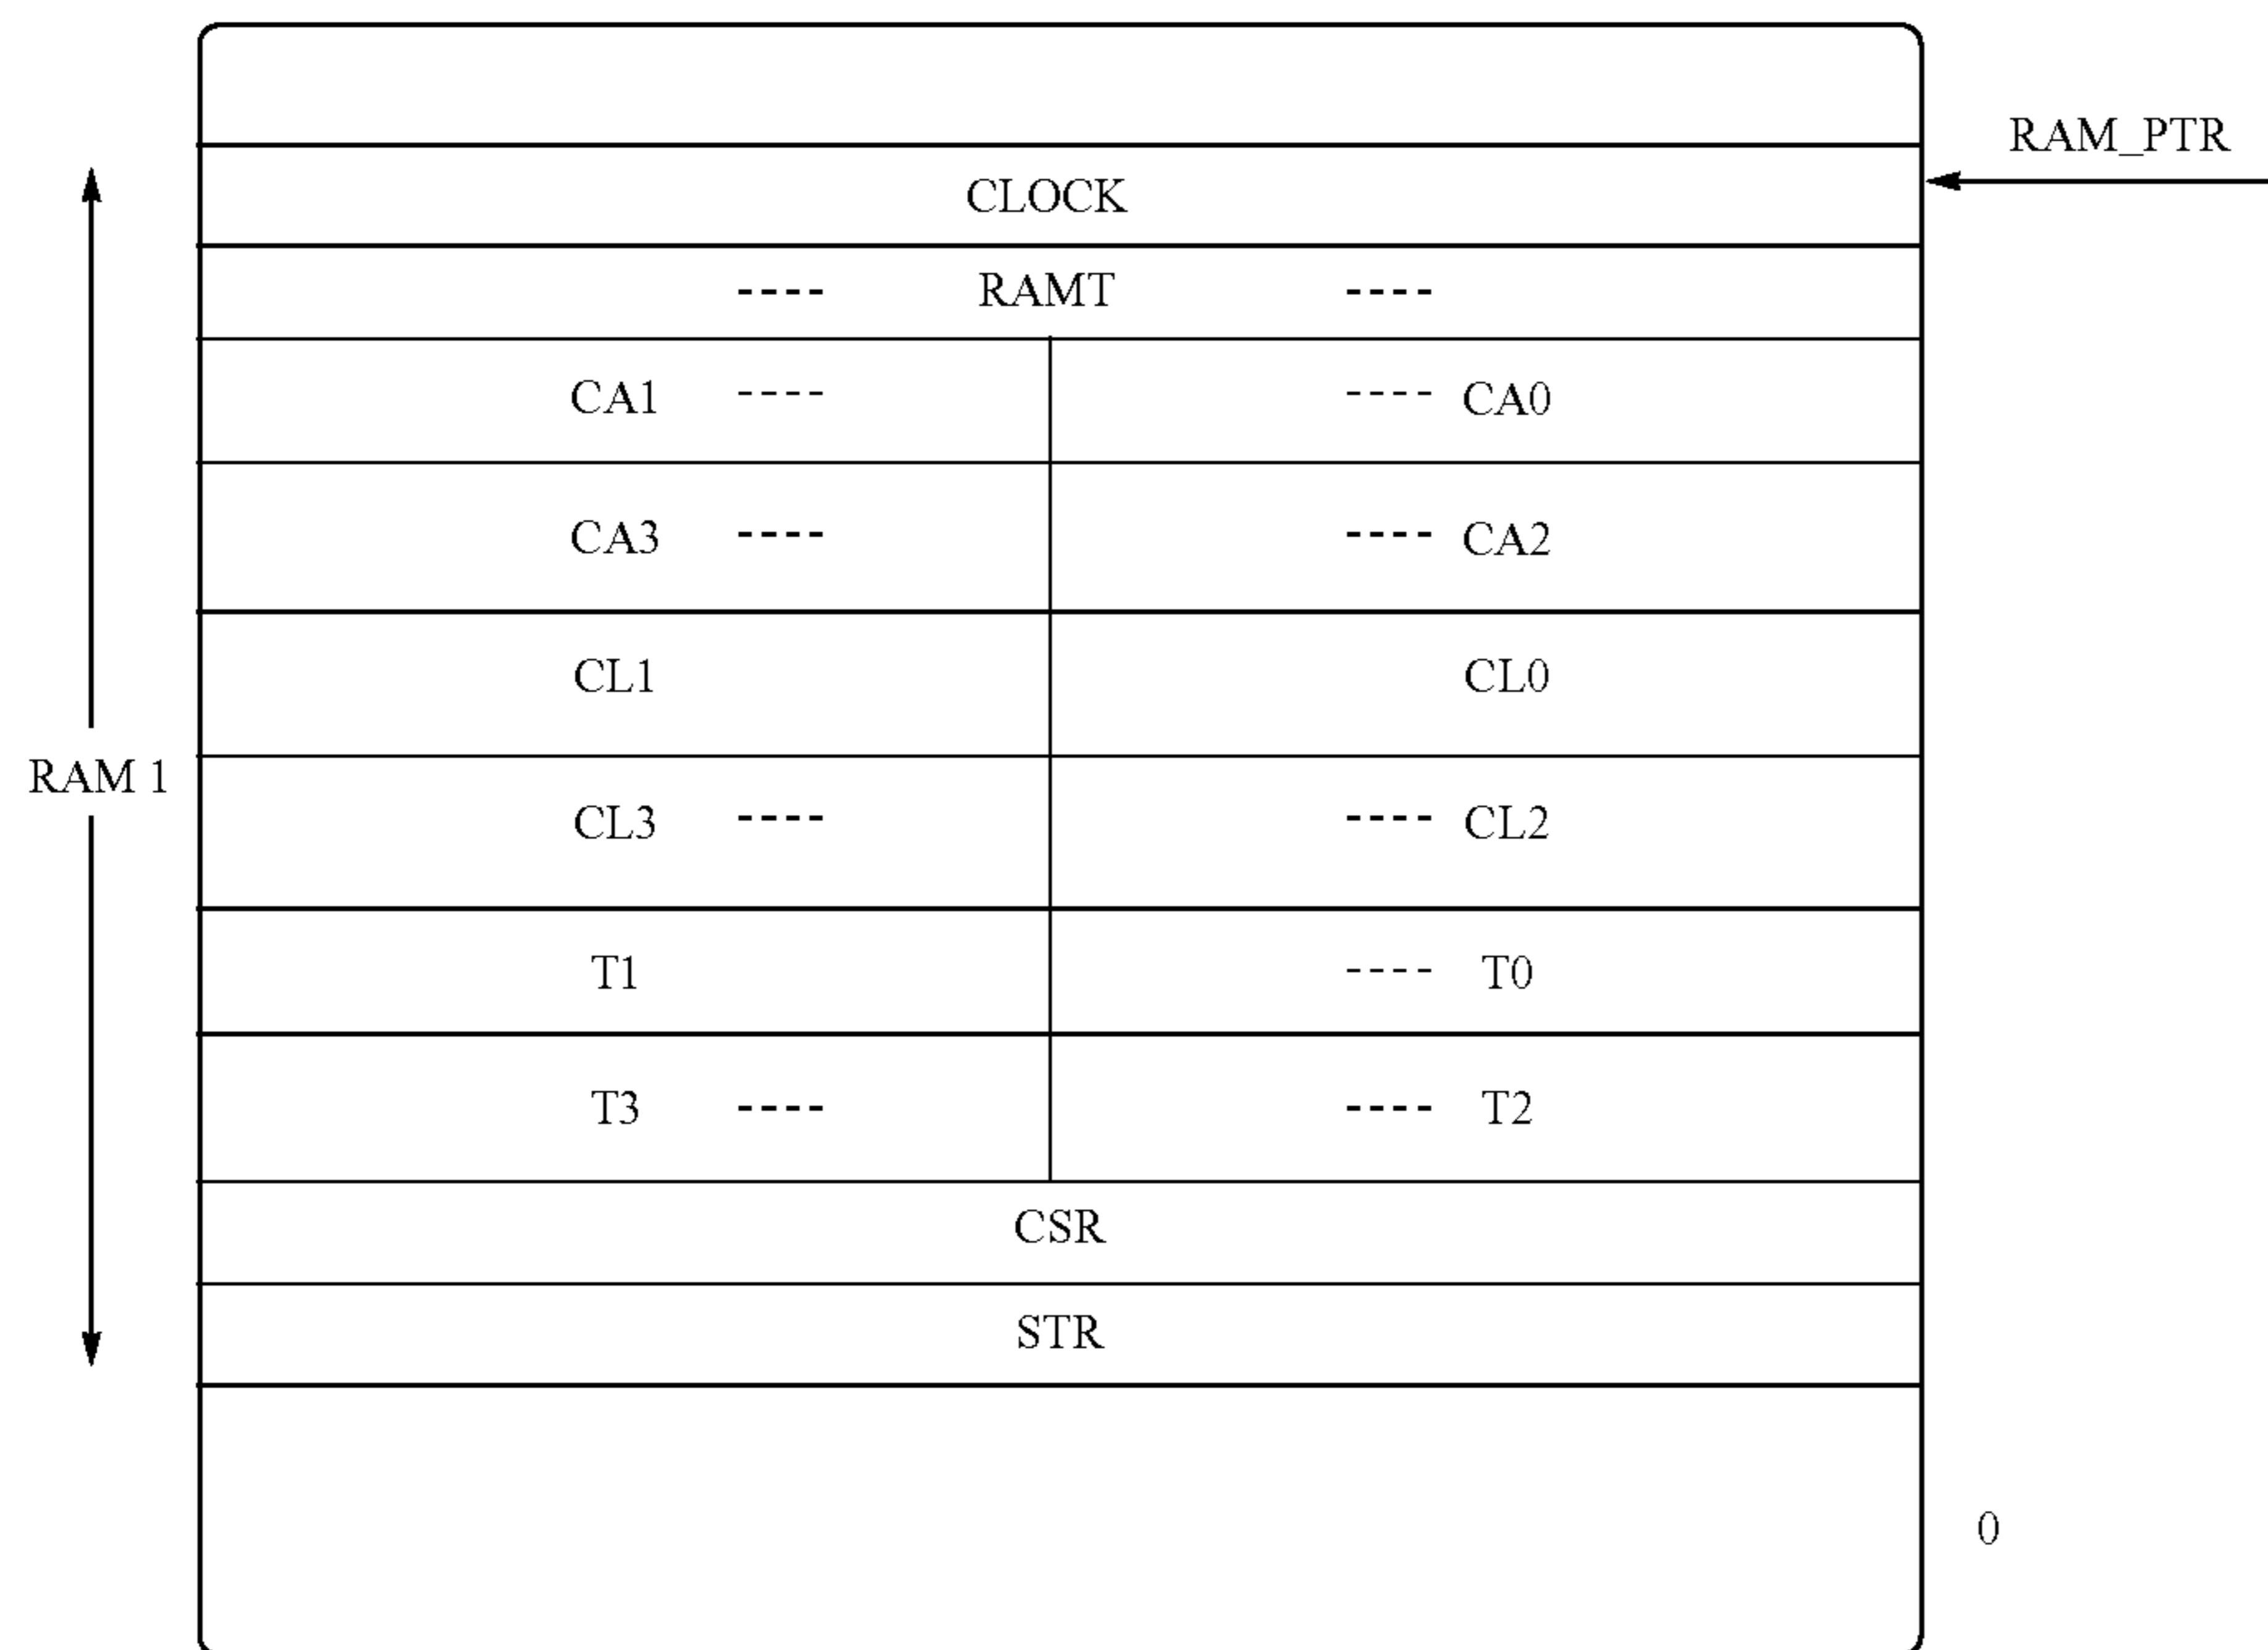 RAM_PTR
CLOCK
---- RAMT ----
CA1 ---- ---- CA0
CA3 ---- ---- CA2
CL1 CL0
RAM 1
CL3 ---- ---- CL2
T1 ---- T0
T3 ---- ---- T2
CSR
STR
0